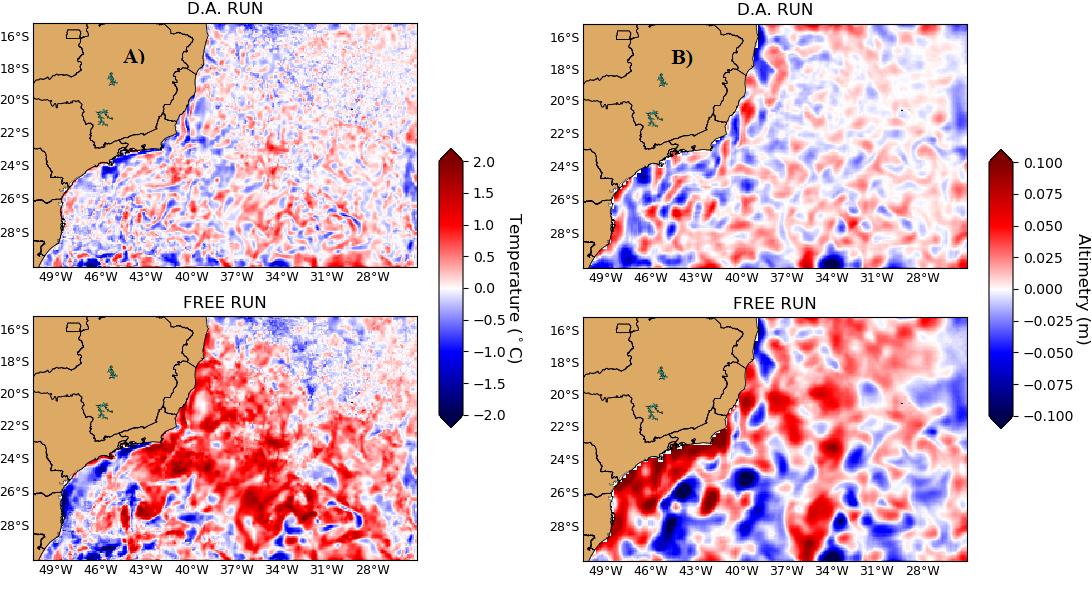 D.A. RUN
A)
16°S
18°S
20°S
22°S
24°S
26°S
28°S
49°W 46°W 43°W 40°W 37°W 34°W 31°W 28°W
D.A. RUN
B)
16°S
18°S
20°S
22°S
24°S
26°S
28°S
49°W 46°W 43°W 40°W 37°W 34°W 31°W 28°W
FREE RUN
16°S
18°S
20°S
22°S
24°S
26°S
28°S
49°W 46°W 43°W 40°W 37°W 34°W 31°W 28°W
2.0
1.5
1.0
0.5
0.0
−0.5
−1.0
−1.5
−2.0
Temperature (°C)
FREE RUN
16°S
18°S
20°S
22°S
24°S
26°S
28°S
49°W 46°W 43°W 40°W 37°W 34°W 31°W 28°W
0.100
0.075
0.050
0.025
0.000
−0.025
−0.050
−0.075
−0.100
Altimetry (m)